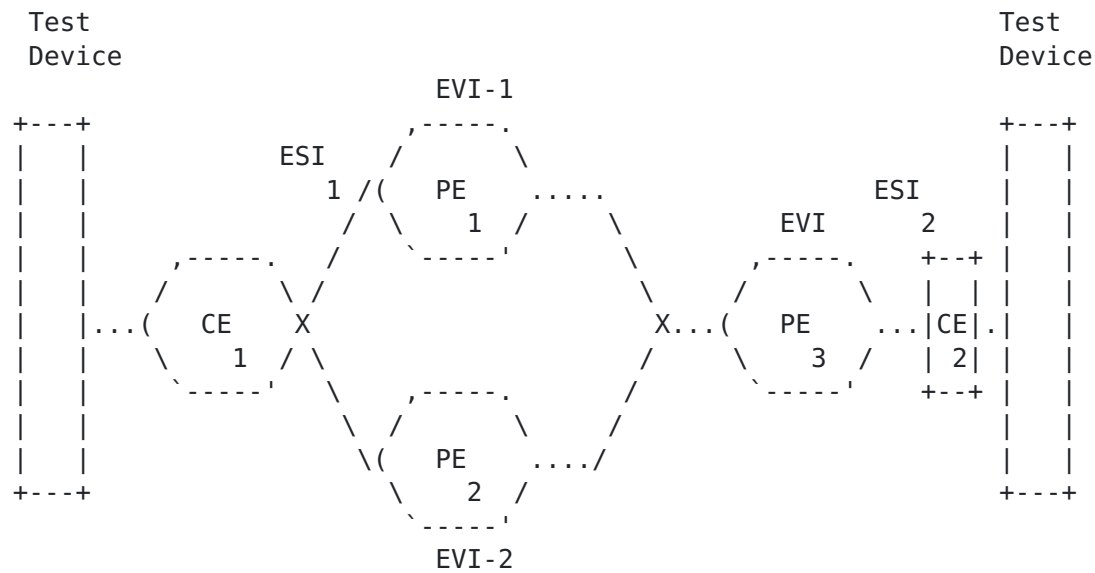 Test Test
Device Device
EVI-1
ESI
1 PE ESI
1 EVI 2
CE PE CE
1 3 2
PE
2
EVI-2